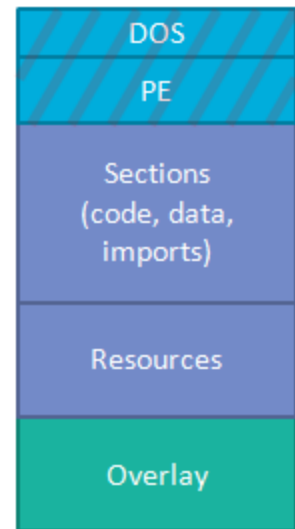 DOS
PE
Sections
(code, data,
imports)
Resources
Overlay